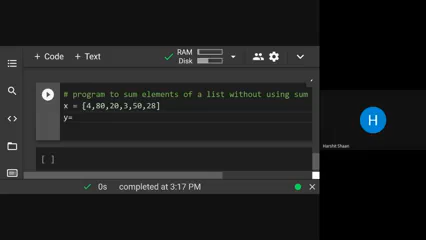 + Code + Text
RAM
Disk
# program to sum elements of a list without using sum
x = [4,80,20,3,50,28]
y=
[ ]
0s completed at 3:17 PM
H
Harshit Shaan